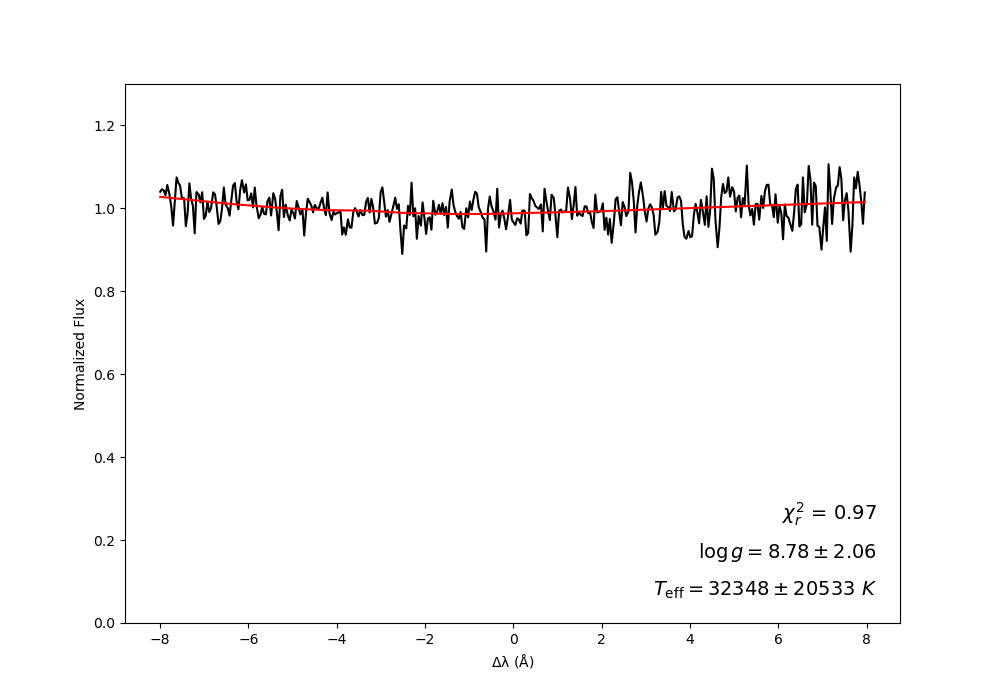 1.2
1.0
0.8
0.6
0.4
0.2
0.0
Normalized Flux
χ²ᵣ = 0.97
log g = 8.78 ± 2.06
T_eff = 32348 ± 20533 K
−8 −6 −4 −2 0 2 4 6 8
Δλ (Å)